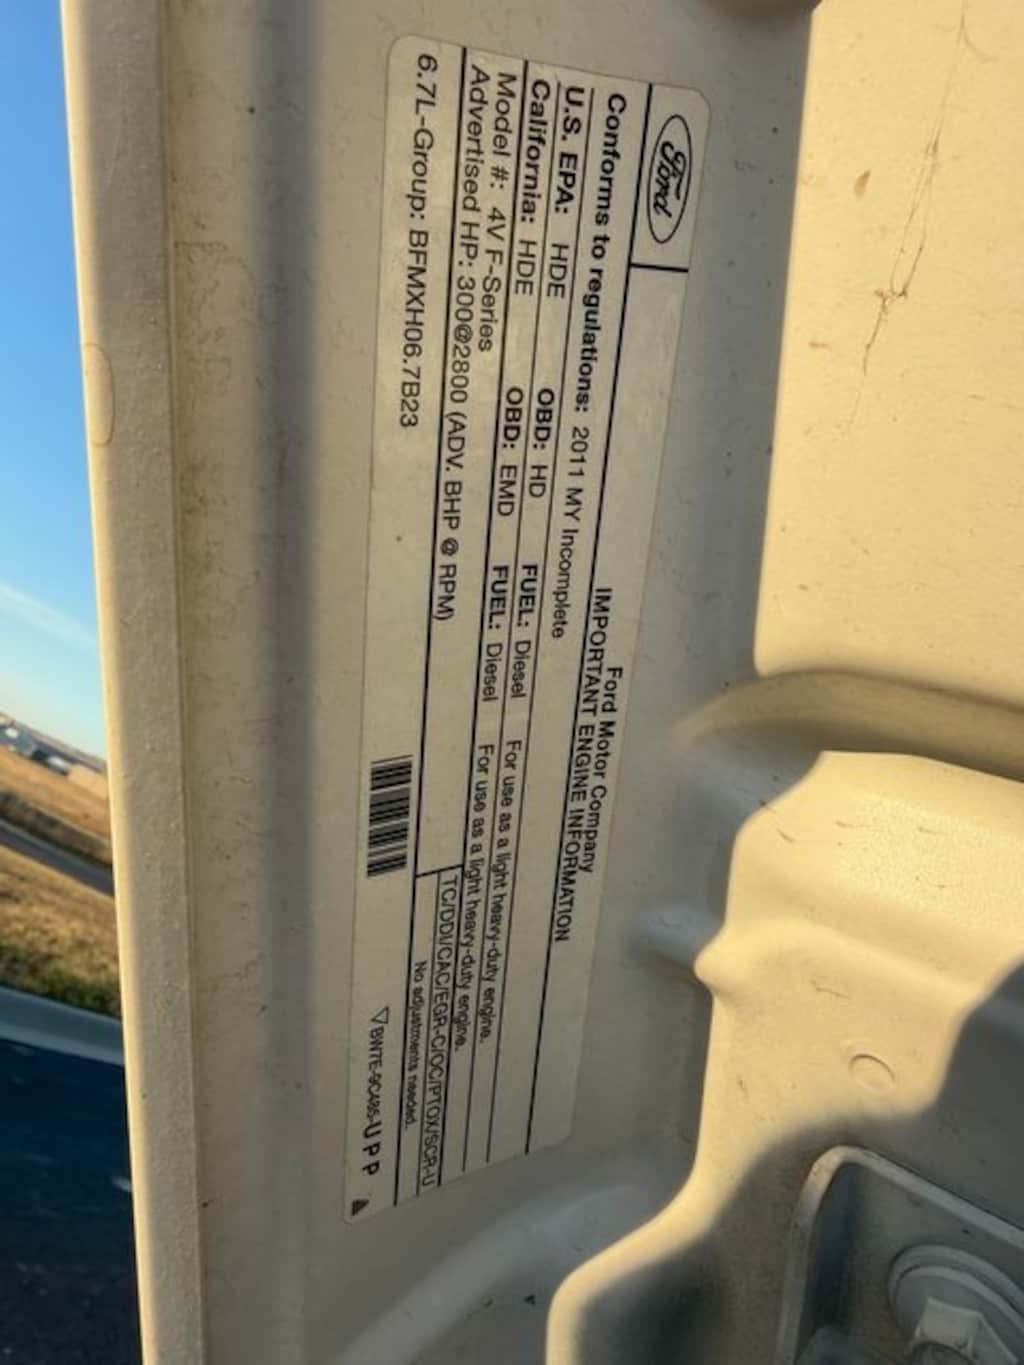 Ford
Ford Motor Company
IMPORTANT ENGINE INFORMATION
Conforms to regulations: 2011 MY Incomplete
U.S. EPA: HDE OBD: HD FUEL: Diesel For use as a light heavy-duty engine.
California: HDE OBD: EMD FUEL: Diesel For use as a light heavy-duty engine.
Model #: 4V F-Series
Advertised HP: 300@2800 (ADV. BHP @ RPM)
TC/DDI/CAC/EGR-C/OC/PTOX/SCR-U
No adjustments needed.
6.7L-Group: BFMXH06.7B23
BW7E-9C485-UPP